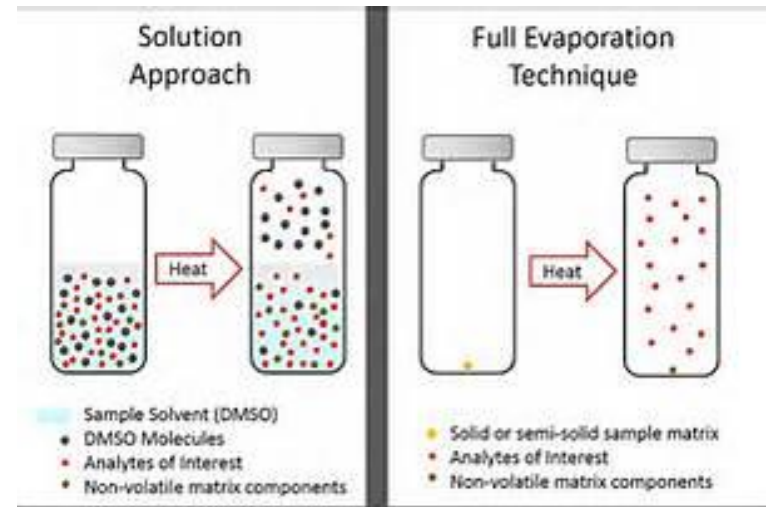 Solution
Approach
Heat
Sample Solvent (DMSO)
DMSO Molecules
Analytes of Interest
Non-volatile matrix components
Full Evaporation
Technique
Heat
Solid or semi-solid sample matrix
Analytes of Interest
Non-volatile matrix components